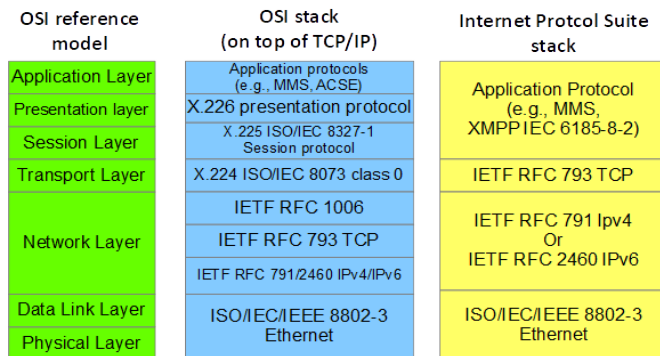 OSI reference
model
OSI stack
(on top of TCP/IP)
Internet Protcol Suite
stack
Application Layer
Presentation layer
Session Layer
Transport Layer
Network Layer
Data Link Layer
Physical Layer
Application protocols
(e.g., MMS, ACSE)
X.226 presentation protocol
X.225 ISO/IEC 8327-1
Session protocol
X.224 ISO/IEC 8073 class 0
IETF RFC 1006
IETF RFC 793 TCP
IETF RFC 791/2460 IPv4/IPv6
ISO/IEC/IEEE 8802-3
Ethernet
Application Protocol
(e.g., MMS,
XMPP IEC 6185-8-2)
IETF RFC 793 TCP
IETF RFC 791 Ipv4
Or
IETF RFC 2460 IPv6
ISO/IEC/IEEE 8802-3
Ethernet